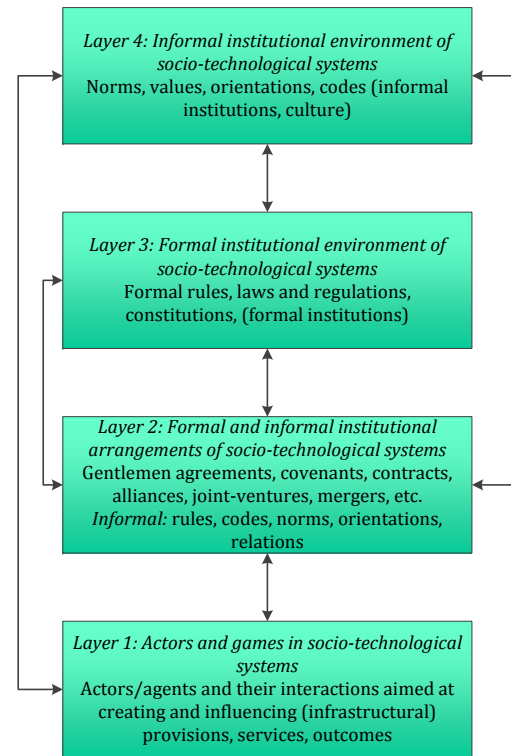 Layer 4: Informal institutional environment of
socio-technological systems
Norms, values, orientations, codes (informal
institutions, culture)
Layer 3: Formal institutional environment of
socio-technological systems
Formal rules, laws and regulations,
constitutions, (formal institutions)
Layer 2: Formal and informal institutional
arrangements of socio-technological systems
Gentlemen agreements, covenants, contracts,
alliances, joint-ventures, mergers, etc.
Informal: rules, codes, norms, orientations,
relations
Layer 1: Actors and games in socio-technological
systems
Actors/agents and their interactions aimed at
creating and influencing (infrastructural)
provisions, services, outcomes